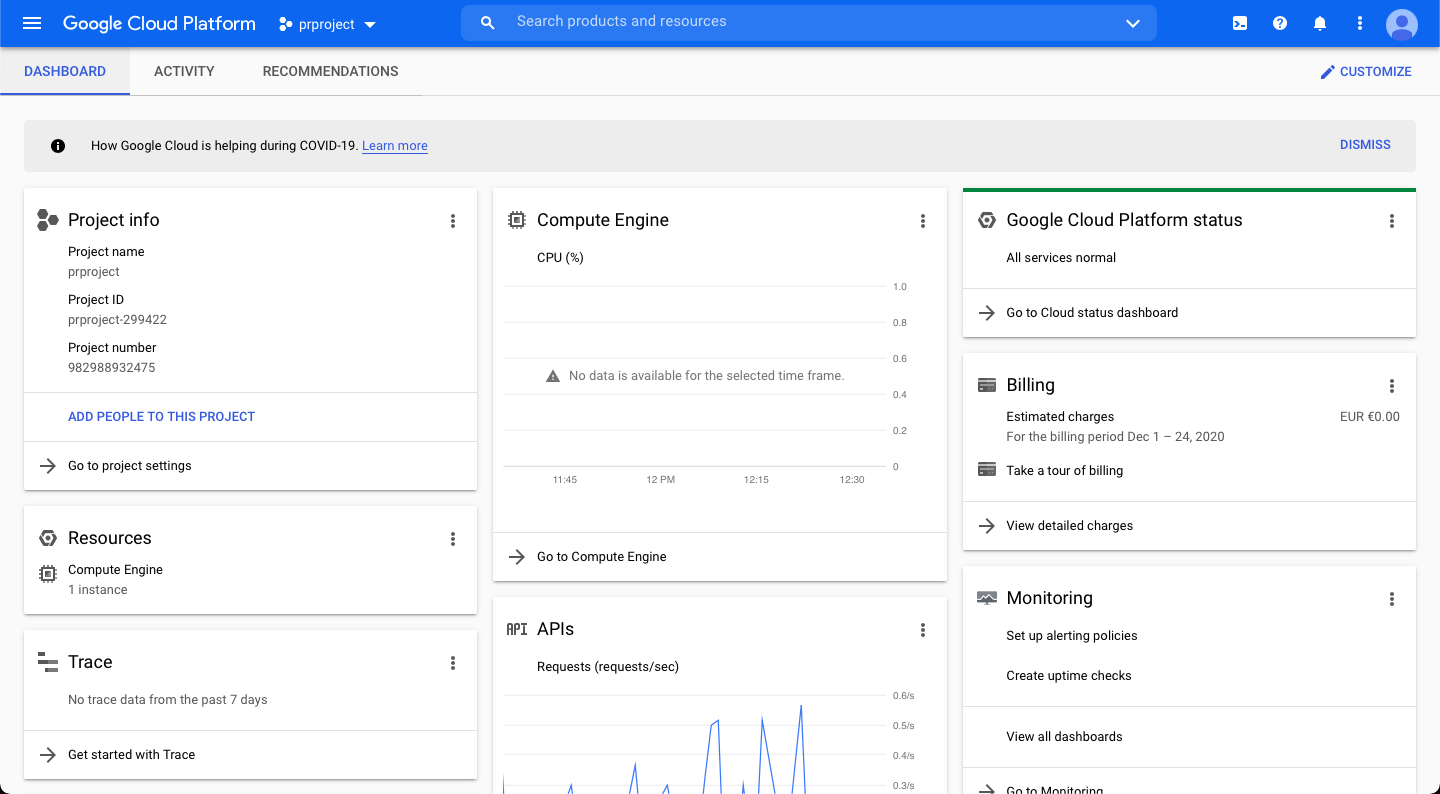 Google Cloud Platform
prproject
Search products and resources
DASHBOARD
ACTIVITY
RECOMMENDATIONS
CUSTOMIZE
How Google Cloud is helping during COVID-19. Learn more
DISMISS
Project info
Project name
prproject
Project ID
prproject-299422
Project number
982988932475
ADD PEOPLE TO THIS PROJECT
Go to project settings
Resources
Compute Engine
1 instance
Trace
No trace data from the past 7 days
Get started with Trace
Compute Engine
CPU (%)
1.0
0.8
0.6
No data is available for the selected time frame.
0.4
0.2
0
11:45
12 PM
12:15
12:30
Go to Compute Engine
API
APIs
Requests (requests/sec)
0.6/s
0.5/s
0.4/s
0.3/s
Google Cloud Platform status
All services normal
Go to Cloud status dashboard
Billing
Estimated charges
EUR €0.00
For the billing period Dec 1 – 24, 2020
Take a tour of billing
View detailed charges
Monitoring
Set up alerting policies
Create uptime checks
View all dashboards
Go to Monitoring